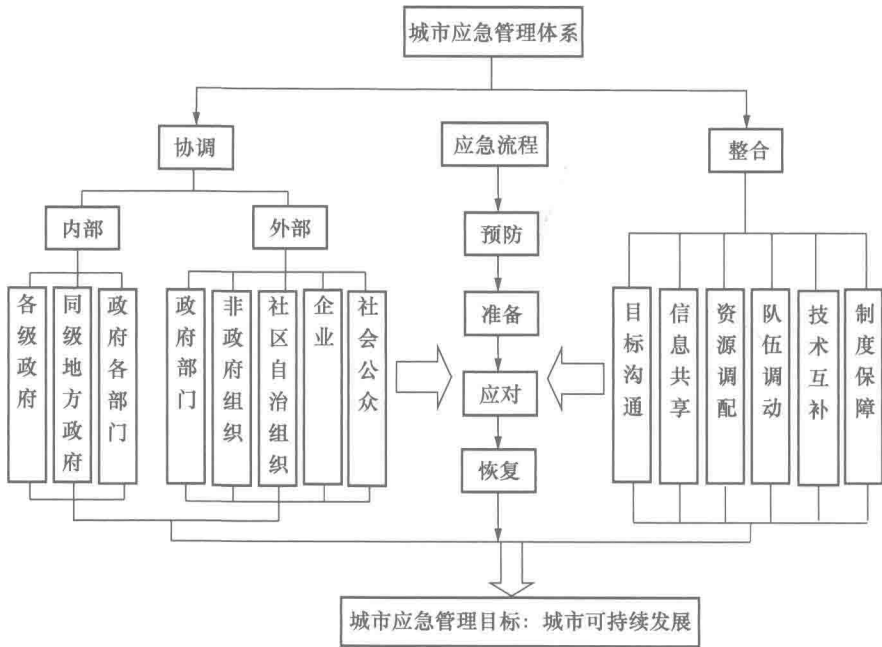 城市应急管理体系
协调
应急流程
整合
内部
外部
预防
准备
应对
恢复
各级政府
同级地方政府
政府各部门
政府部门
非政府组织
社区自治组织
企业
社会公众
目标沟通
信息共享
资源调配
队伍调动
技术互补
制度保障
城市应急管理目标：城市可持续发展